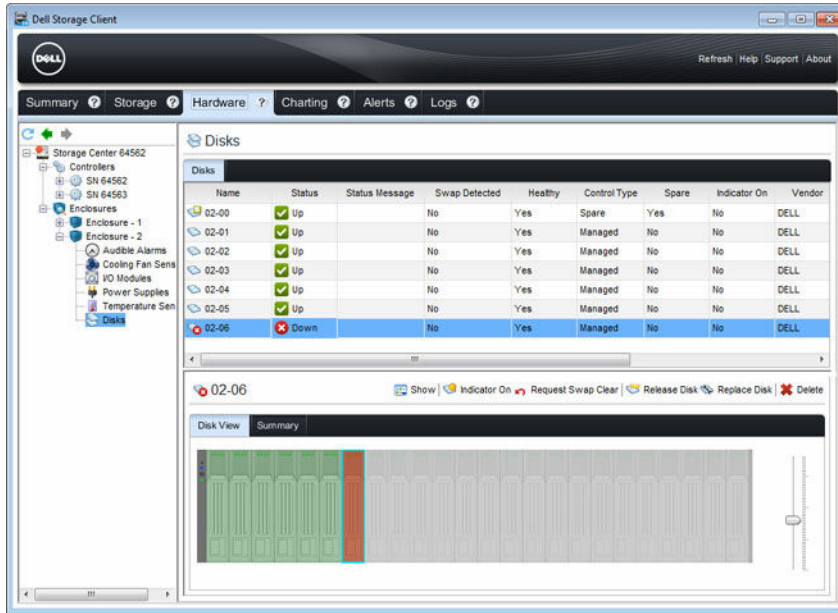 Dell Storage Client
DELL
Refresh | Help | Support | About
Summary ? Storage ? Hardware ? Charting ? Alerts ? Logs ?
Storage Center 64562
Controllers
SN 64562
SN 64563
Enclosures
Enclosure - 1
Enclosure - 2
Audible Alarms
Cooling Fan Sens
I/O Modules
Power Supplies
Temperature Sen
Disks
Disks
Disks
Name Status Status Message Swap Detected Healthy Control Type Spare Indicator On Vendor
02-00 Up No Yes Spare Yes No DELL
02-01 Up No Yes Managed No No DELL
02-02 Up No Yes Managed No No DELL
02-03 Up No Yes Managed No No DELL
02-04 Up No Yes Managed No No DELL
02-05 Up No Yes Managed No No DELL
02-06 Down No Yes Managed No No DELL
02-06
Show | Indicator On Request Swap Clear | Release Disk Replace Disk | Delete
Disk View Summary